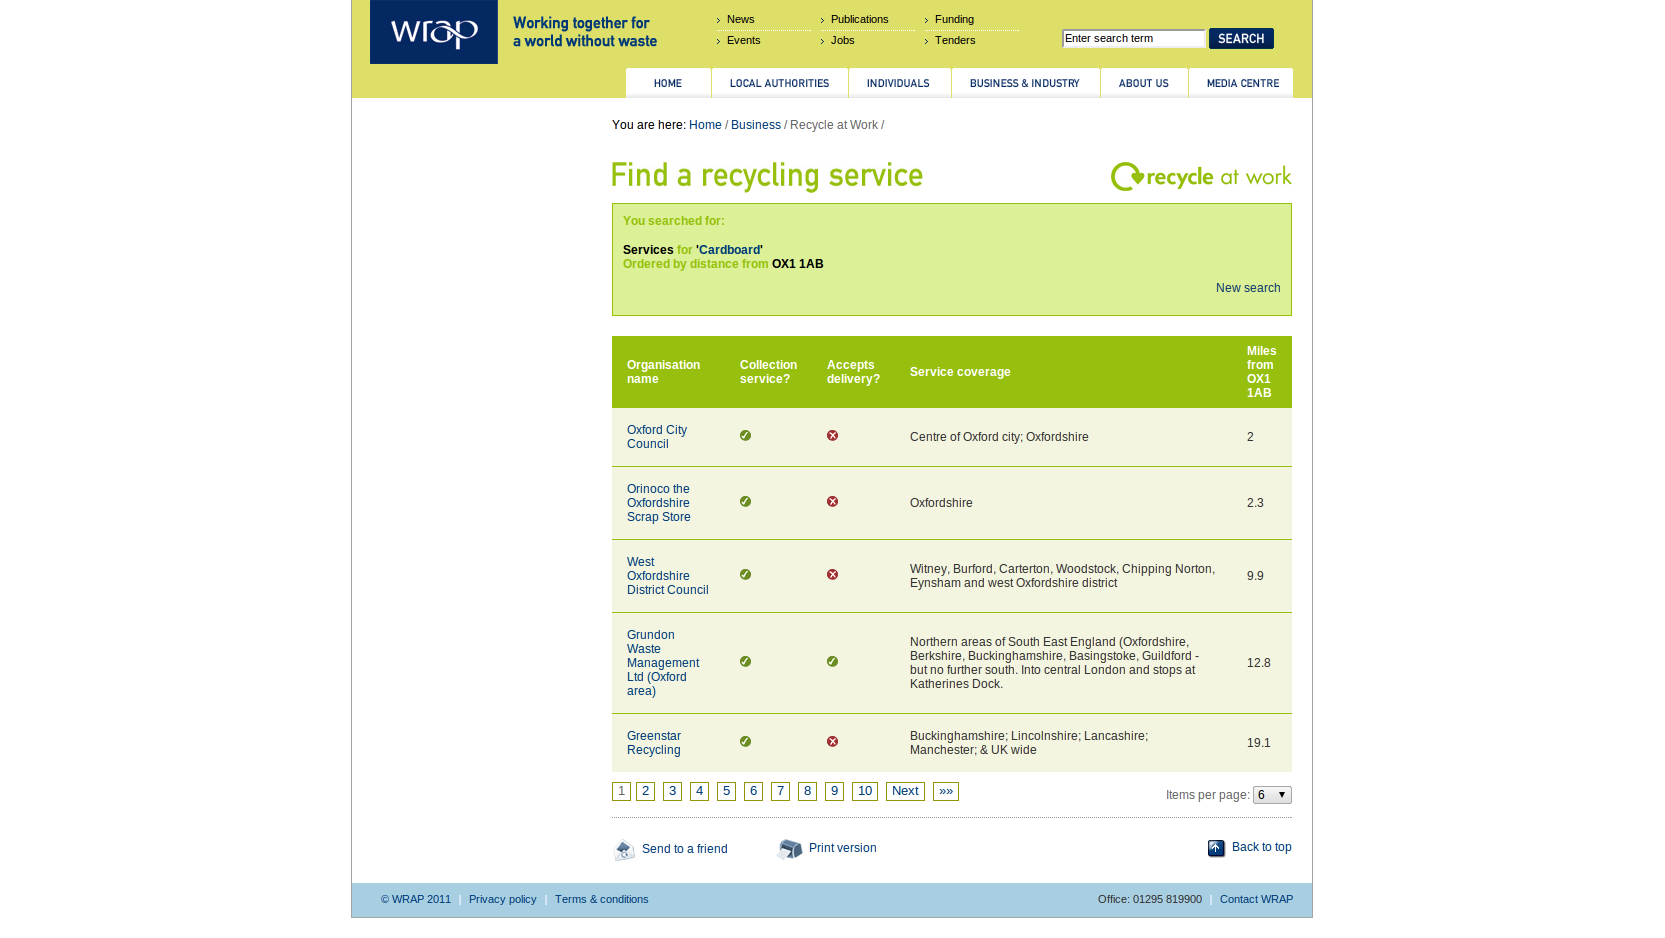 wrap
Working together for
a world without waste
News
Publications
Funding
Events
Jobs
Tenders
Enter search term
SEARCH
HOME
LOCAL AUTHORITIES
INDIVIDUALS
BUSINESS & INDUSTRY
ABOUT US
MEDIA CENTRE
You are here: Home / Business / Recycle at Work /
Find a recycling service
recycle at work
You searched for:
Services for 'Cardboard'
Ordered by distance from OX1 1AB
New search
Organisation
name
Collection
service?
Accepts
delivery?
Service coverage
Miles
from
OX1
1AB
Oxford City
Council
Centre of Oxford city; Oxfordshire
2
Orinoco the
Oxfordshire
Scrap Store
Oxfordshire
2.3
West
Oxfordshire
District Council
Witney, Burford, Carterton, Woodstock, Chipping Norton,
Eynsham and west Oxfordshire district
9.9
Grundon
Waste
Management
Ltd (Oxford
area)
Northern areas of South East England (Oxfordshire,
Berkshire, Buckinghamshire, Basingstoke, Guildford -
but no further south. Into central London and stops at
Katherines Dock.
12.8
Greenstar
Recycling
Buckinghamshire; Lincolnshire; Lancashire;
Manchester; & UK wide
19.1
1 2 3 4 5 6 7 8 9 10 Next »»
Items per page: 6
Send to a friend
Print version
Back to top
© WRAP 2011 | Privacy policy | Terms & conditions
Office: 01295 819900 | Contact WRAP